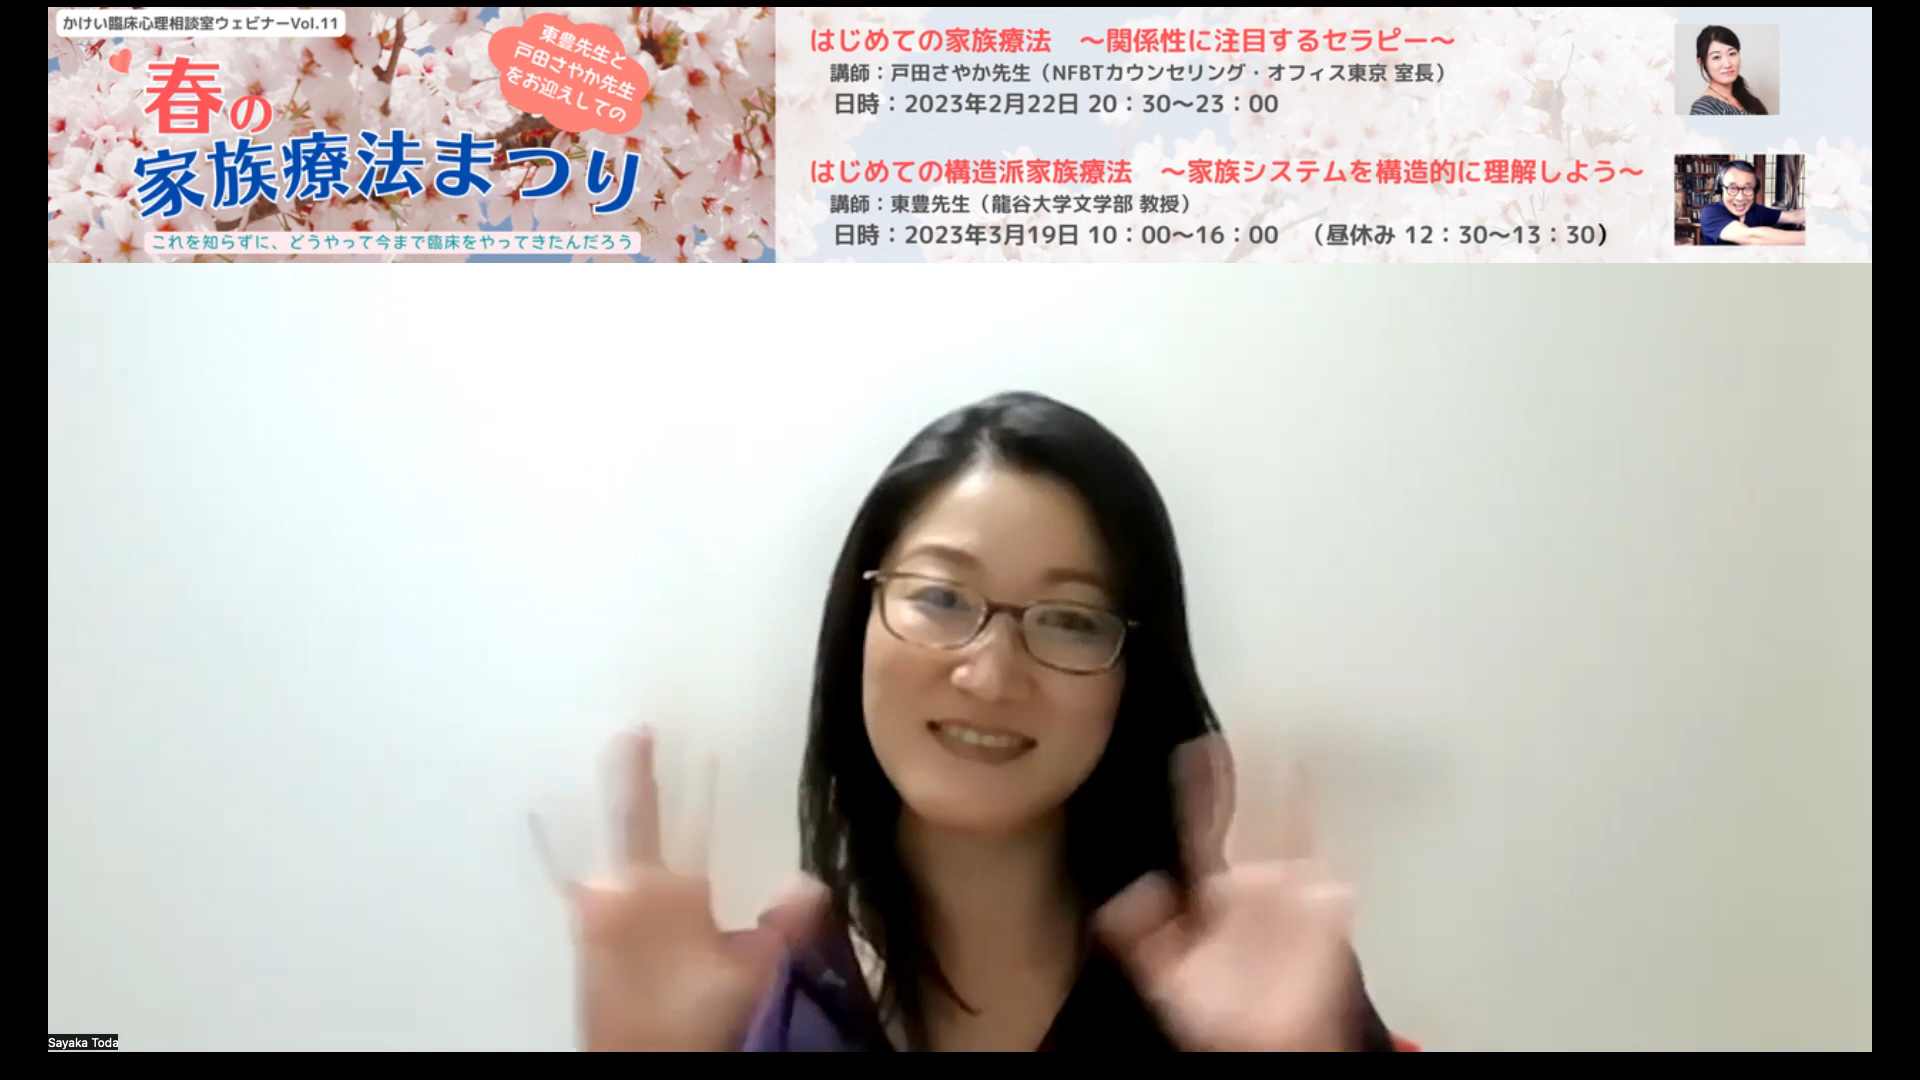 かけい臨床心理相談室ウェビナーVol.11
東豊先生と
戸田さやか先生
をお迎えしての
春の
家族療法まつり
これを知らずに、どうやって今まで臨床をやってきたんだろう
はじめての家族療法　〜関係性に注目するセラピー〜
講師：戸田さやか先生（NFBTカウンセリング・オフィス東京 室長）
日時：2023年2月22日 20：30〜23：00
はじめての構造派家族療法　〜家族システムを構造的に理解しよう〜
講師：東豊先生（龍谷大学文学部 教授）
日時：2023年3月19日 10：00〜16：00　（昼休み 12：30〜13：30）
Sayaka Toda